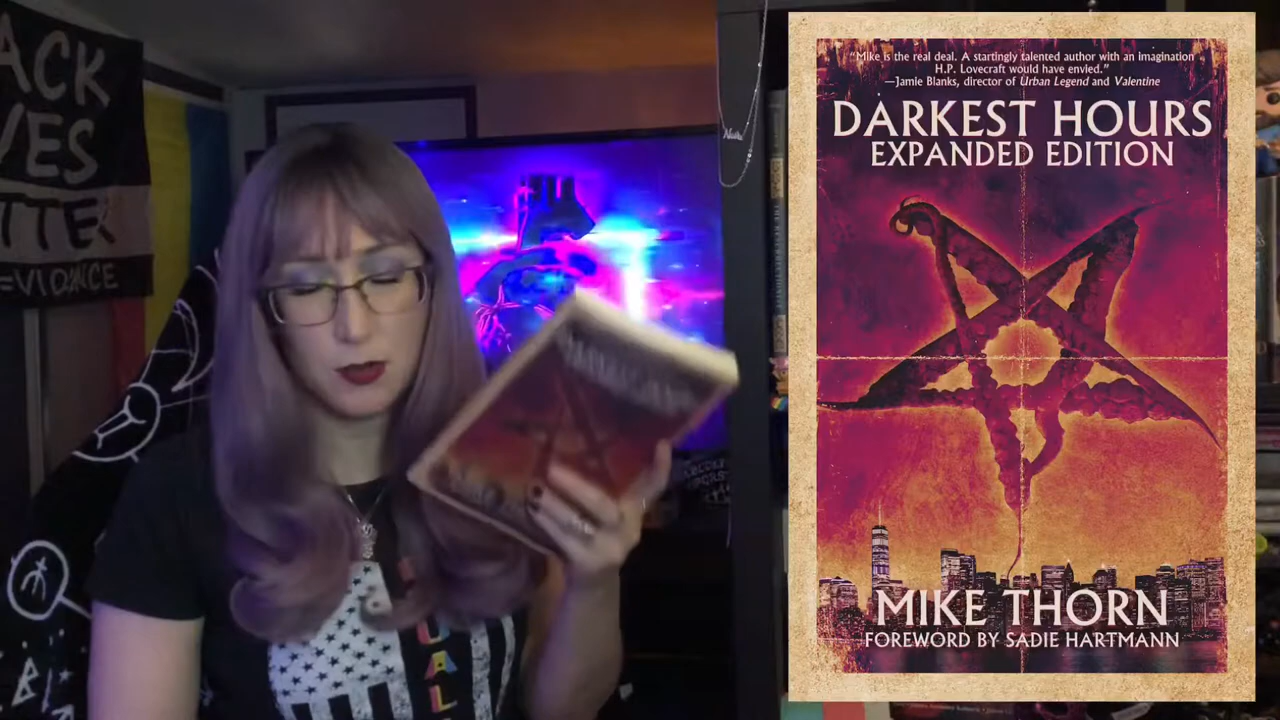 ACK
VES
TTER
=VIOLENCE
"Mike is the real deal. A startingly talented author with an imagination
H.P. Lovecraft would have envied."
—Jamie Blanks, director of Urban Legend and Valentine
DARKEST HOURS
EXPANDED EDITION
MIKE THORN
FOREWORD BY SADIE HARTMANN